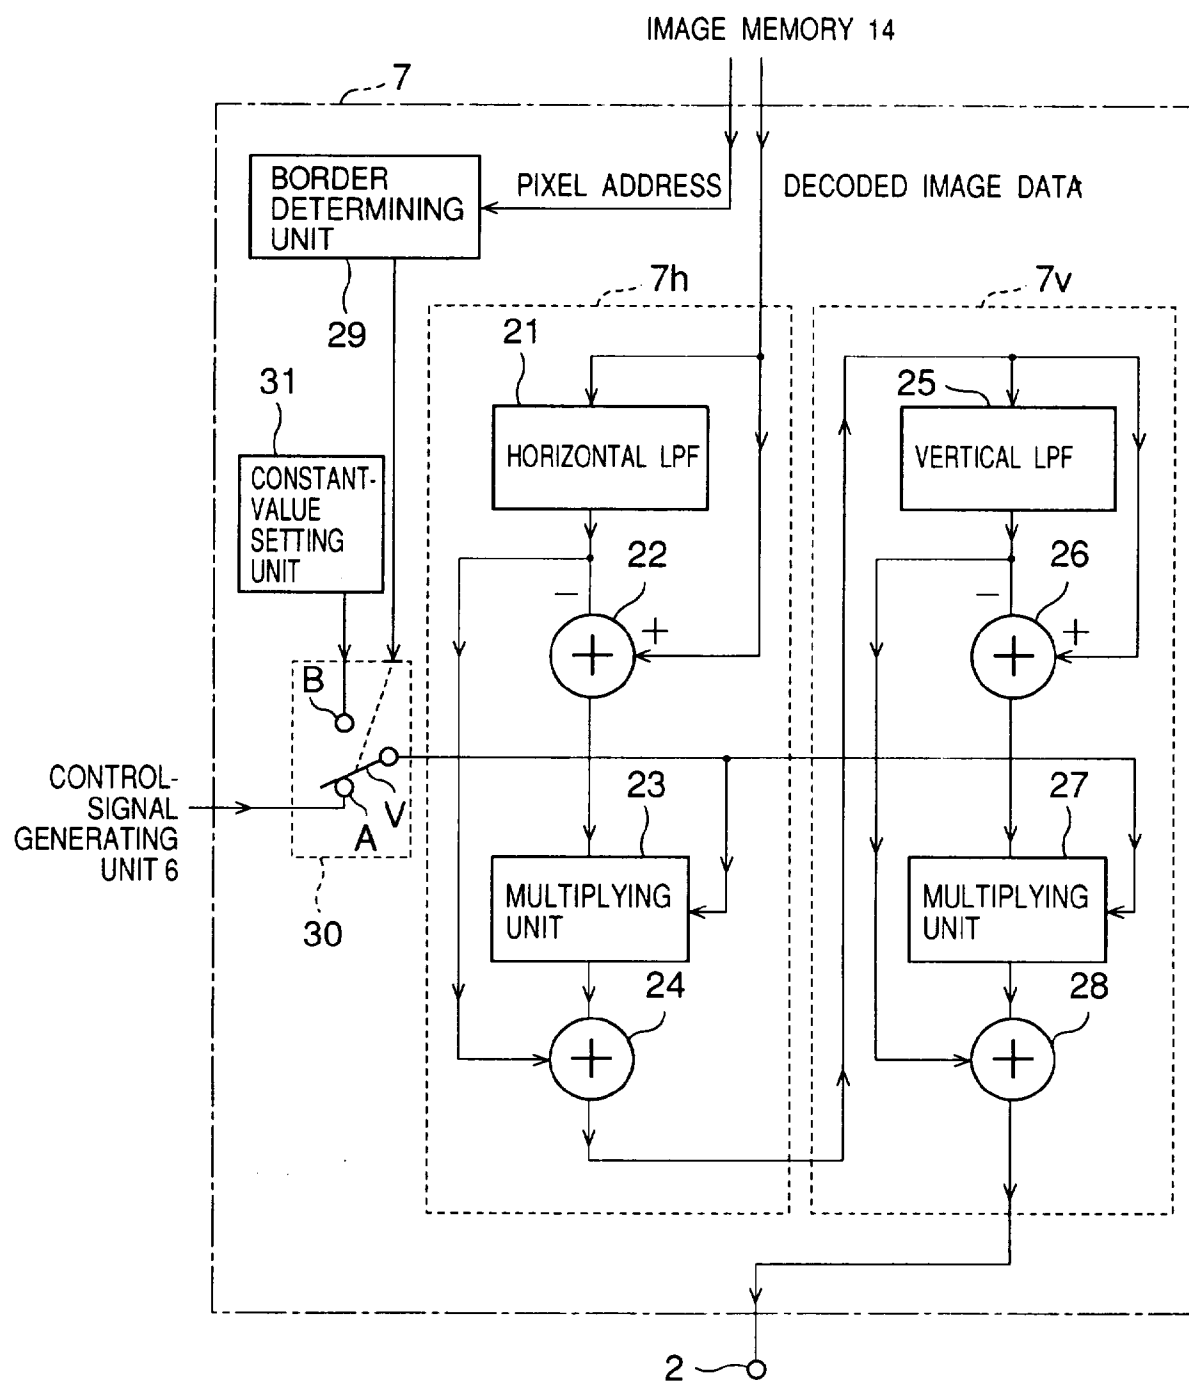 IMAGE MEMORY 14
7
BORDER
DETERMINING
UNIT
PIXEL ADDRESS
DECODED IMAGE DATA
29
7h
7v
21
31
25
HORIZONTAL LPF
VERTICAL LPF
CONSTANT-
VALUE
SETTING
UNIT
22
26
−
+
+
−
+
+
B
CONTROL-
SIGNAL
GENERATING
UNIT 6
A
V
23
27
30
MULTIPLYING
UNIT
MULTIPLYING
UNIT
24
28
+
+
2